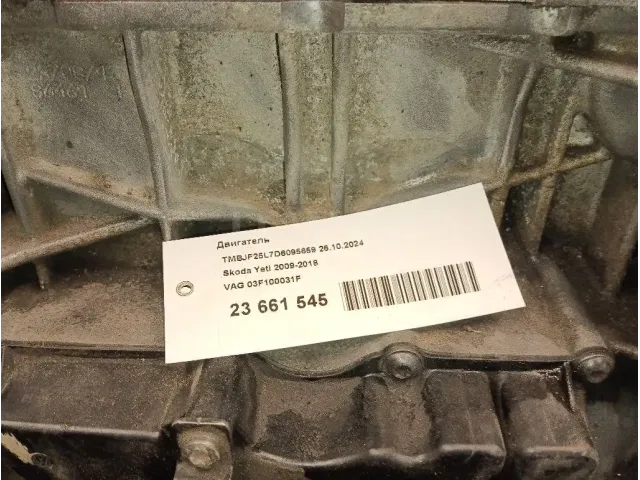 Двигатель
TMBJF25L7D6095659 26.10.2024
Skoda Yeti 2009-2018
VAG 03F100031F
23 661 545